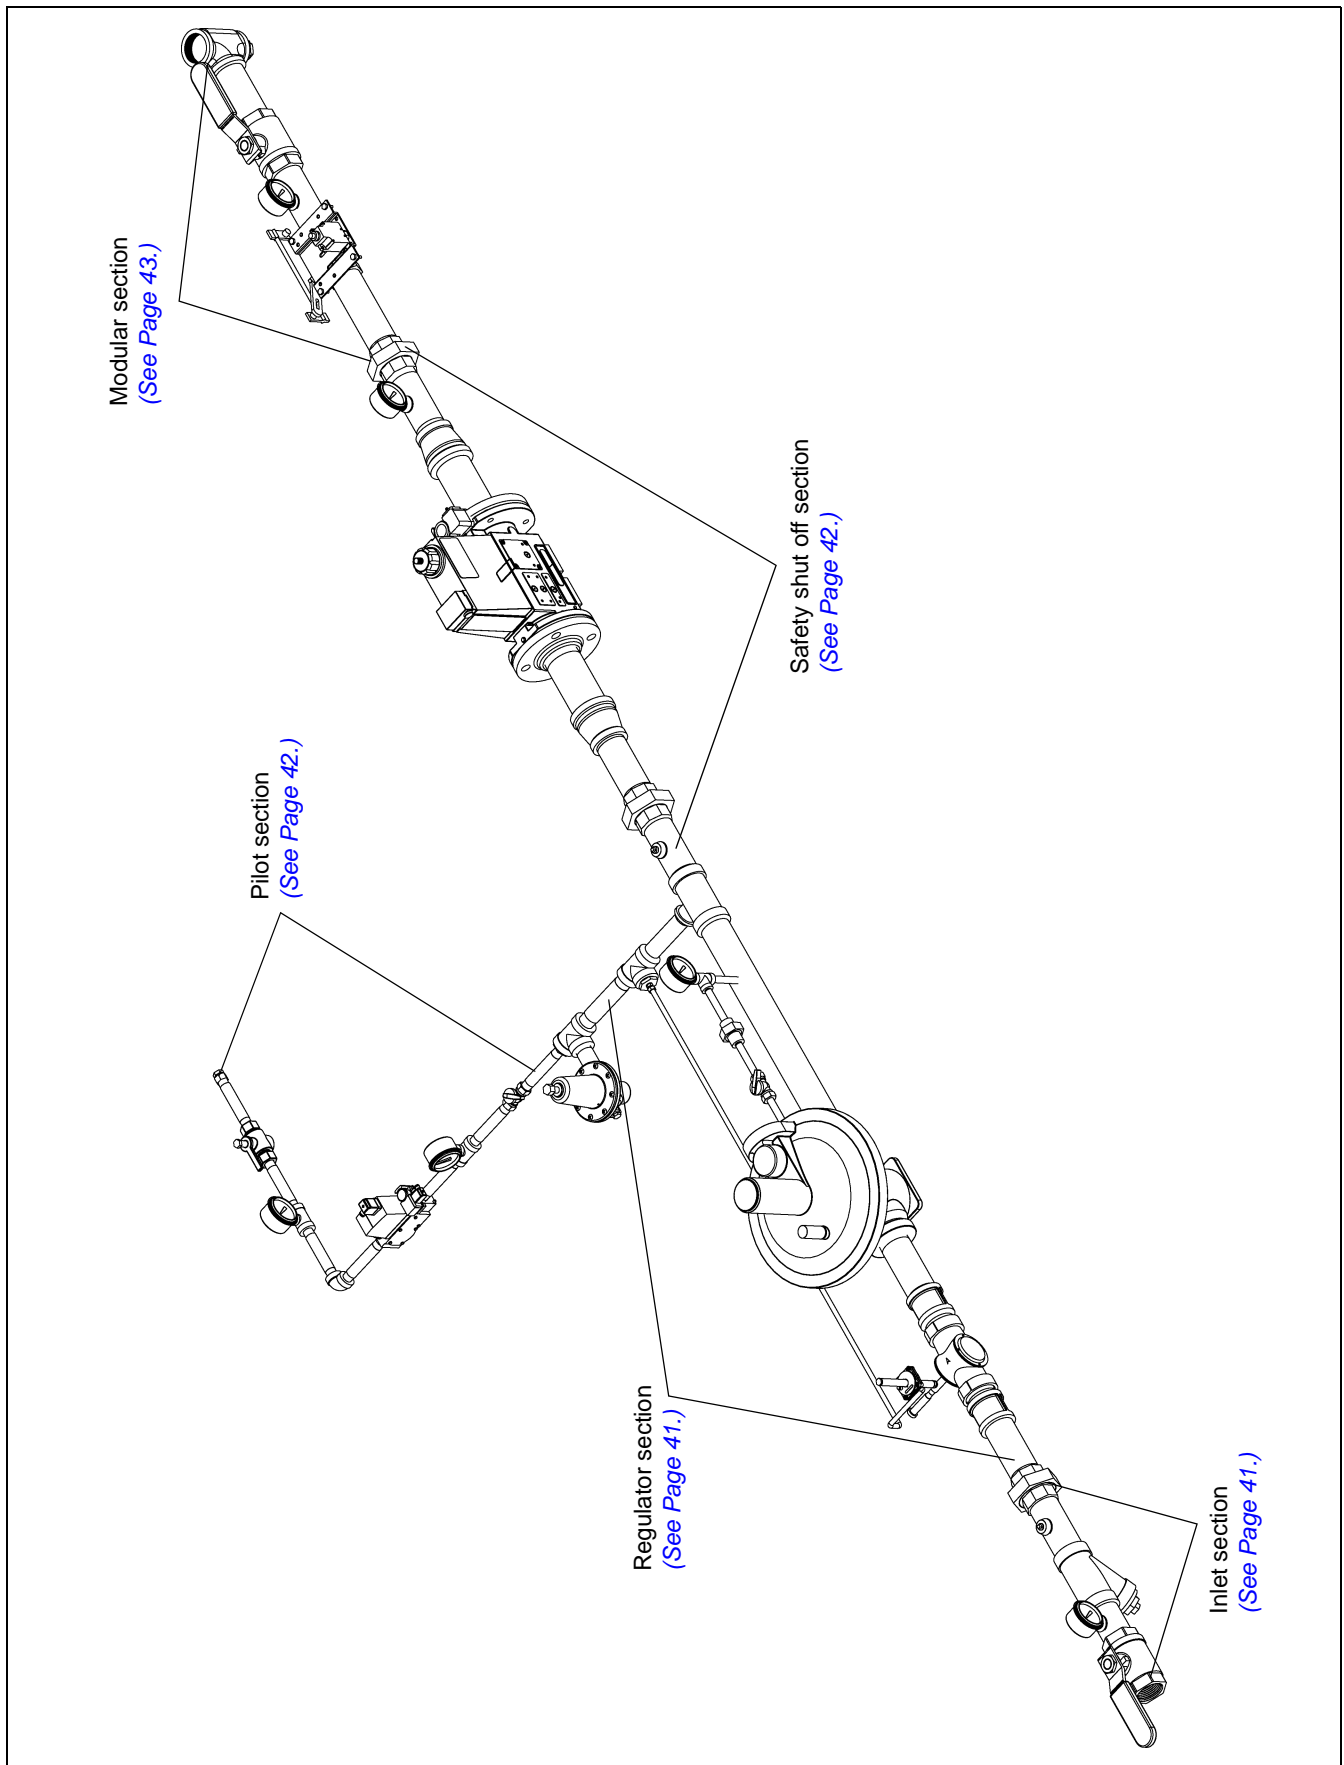 Modular section
(See Page 43.)
Safety shut off section
(See Page 42.)
Pilot section
(See Page 42.)
Regulator section
(See Page 41.)
Inlet section
(See Page 41.)
A